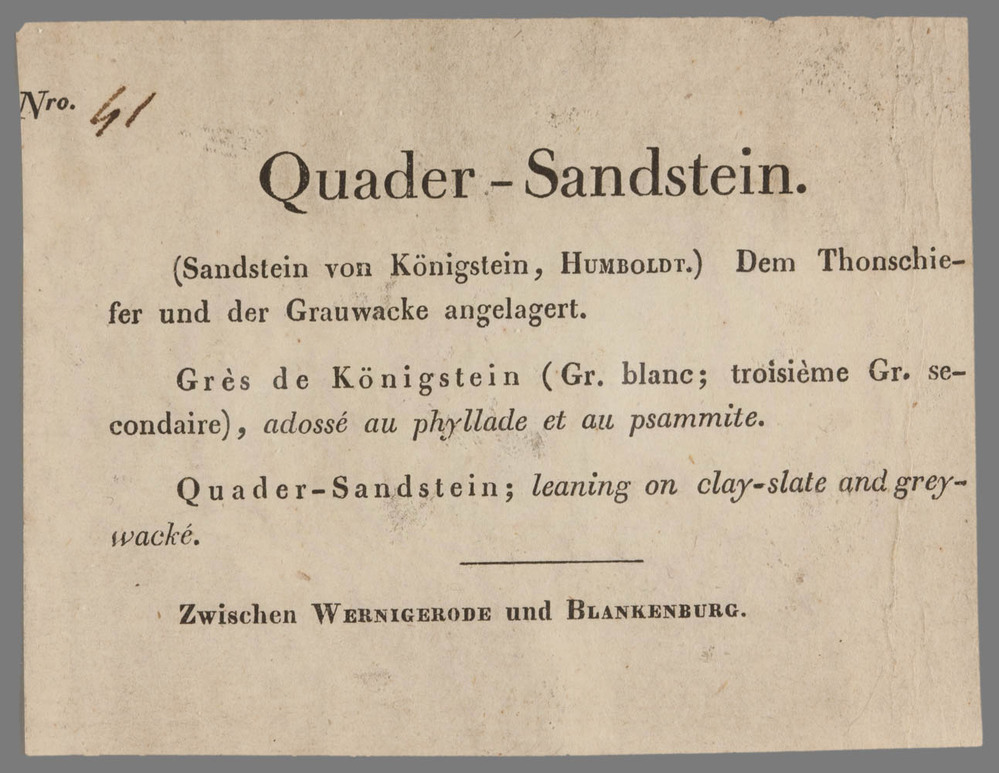 Nro. 41
Quader-Sandstein.
(Sandstein von Königstein, HUMBOLDT.) Dem Thonschie-
fer und der Grauwacke angelagert.
Grès de Königstein (Gr. blanc; troisième Gr. se-
condaire), adossé au phyllade et au psammite.
Quader-Sandstein; leaning on clay-slate and grey-
wacké.
Zwischen WERNIGERODE und BLANKENBURG.